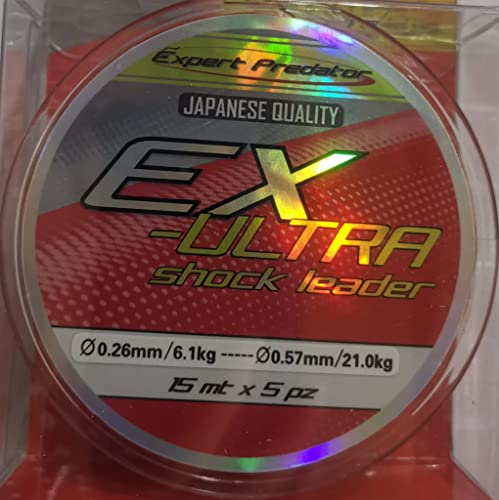 Expert Predator
JAPANESE QUALITY
EX
-ULTRA
shock leader
Ø0.26mm/6.1kg -----Ø0.57mm/21.0kg
15 mt x 5 pz